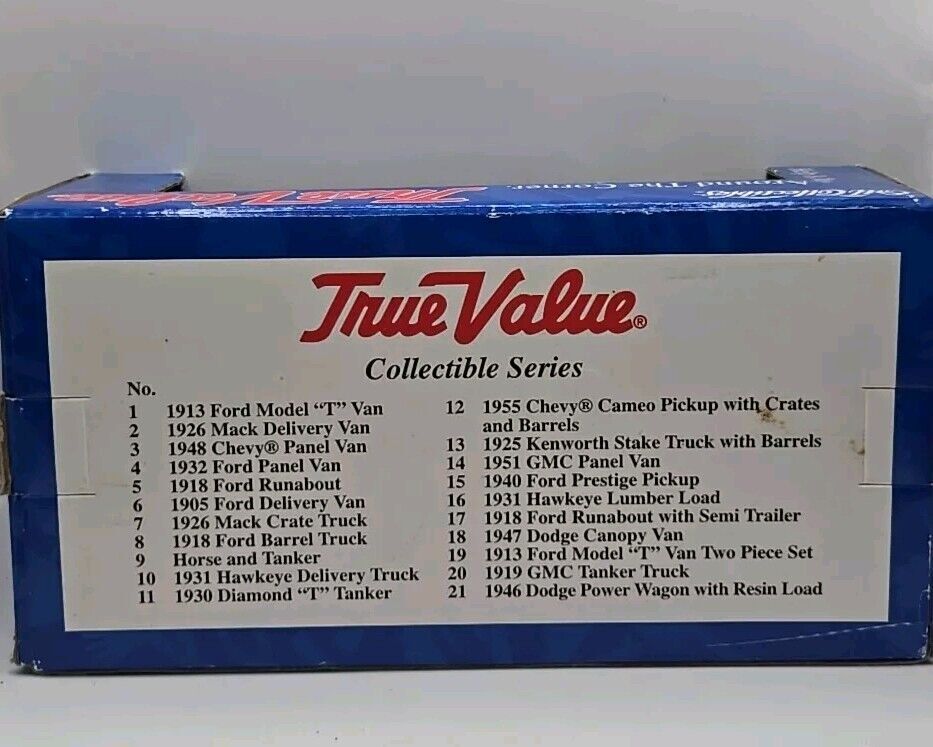 True Value
Around The Corner.
True Value®
Collectible Series
No.
1 1913 Ford Model “T” Van
2 1926 Mack Delivery Van
3 1948 Chevy® Panel Van
4 1932 Ford Panel Van
5 1918 Ford Runabout
6 1905 Ford Delivery Van
7 1926 Mack Crate Truck
8 1918 Ford Barrel Truck
9 Horse and Tanker
10 1931 Hawkeye Delivery Truck
11 1930 Diamond “T” Tanker
12 1955 Chevy® Cameo Pickup with Crates
and Barrels
13 1925 Kenworth Stake Truck with Barrels
14 1951 GMC Panel Van
15 1940 Ford Prestige Pickup
16 1931 Hawkeye Lumber Load
17 1918 Ford Runabout with Semi Trailer
18 1947 Dodge Canopy Van
19 1913 Ford Model “T” Van Two Piece Set
20 1919 GMC Tanker Truck
21 1946 Dodge Power Wagon with Resin Load